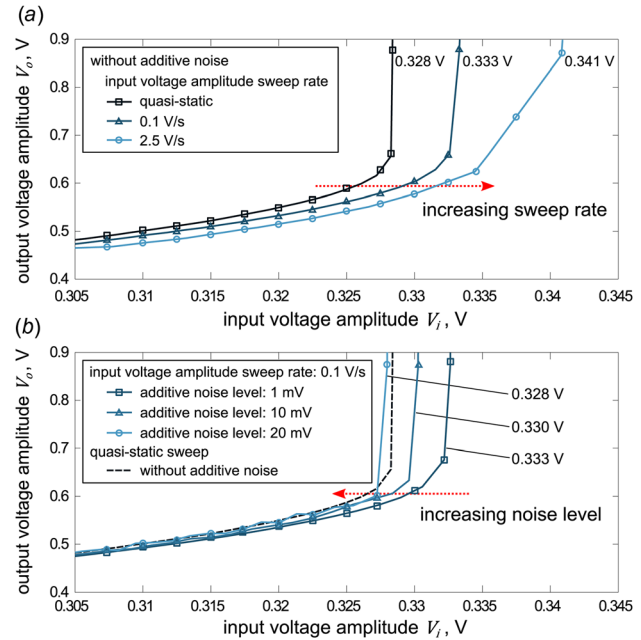 (a)
0.9
0.8
0.7
0.6
0.5
0.4
output voltage amplitude Vo, V
without additive noise
input voltage amplitude sweep rate
quasi-static
0.1 V/s
2.5 V/s
0.328 V
0.333 V
0.341 V
increasing sweep rate
0.305
0.31
0.315
0.32
0.325
0.33
0.335
0.34
0.345
input voltage amplitude Vi, V
(b)
0.9
0.8
0.7
0.6
0.5
0.4
output voltage amplitude Vo, V
input voltage amplitude sweep rate: 0.1 V/s
additive noise level: 1 mV
additive noise level: 10 mV
additive noise level: 20 mV
quasi-static sweep
without additive noise
0.328 V
0.330 V
0.333 V
increasing noise level
0.305
0.31
0.315
0.32
0.325
0.33
0.335
0.34
0.345
input voltage amplitude Vi, V